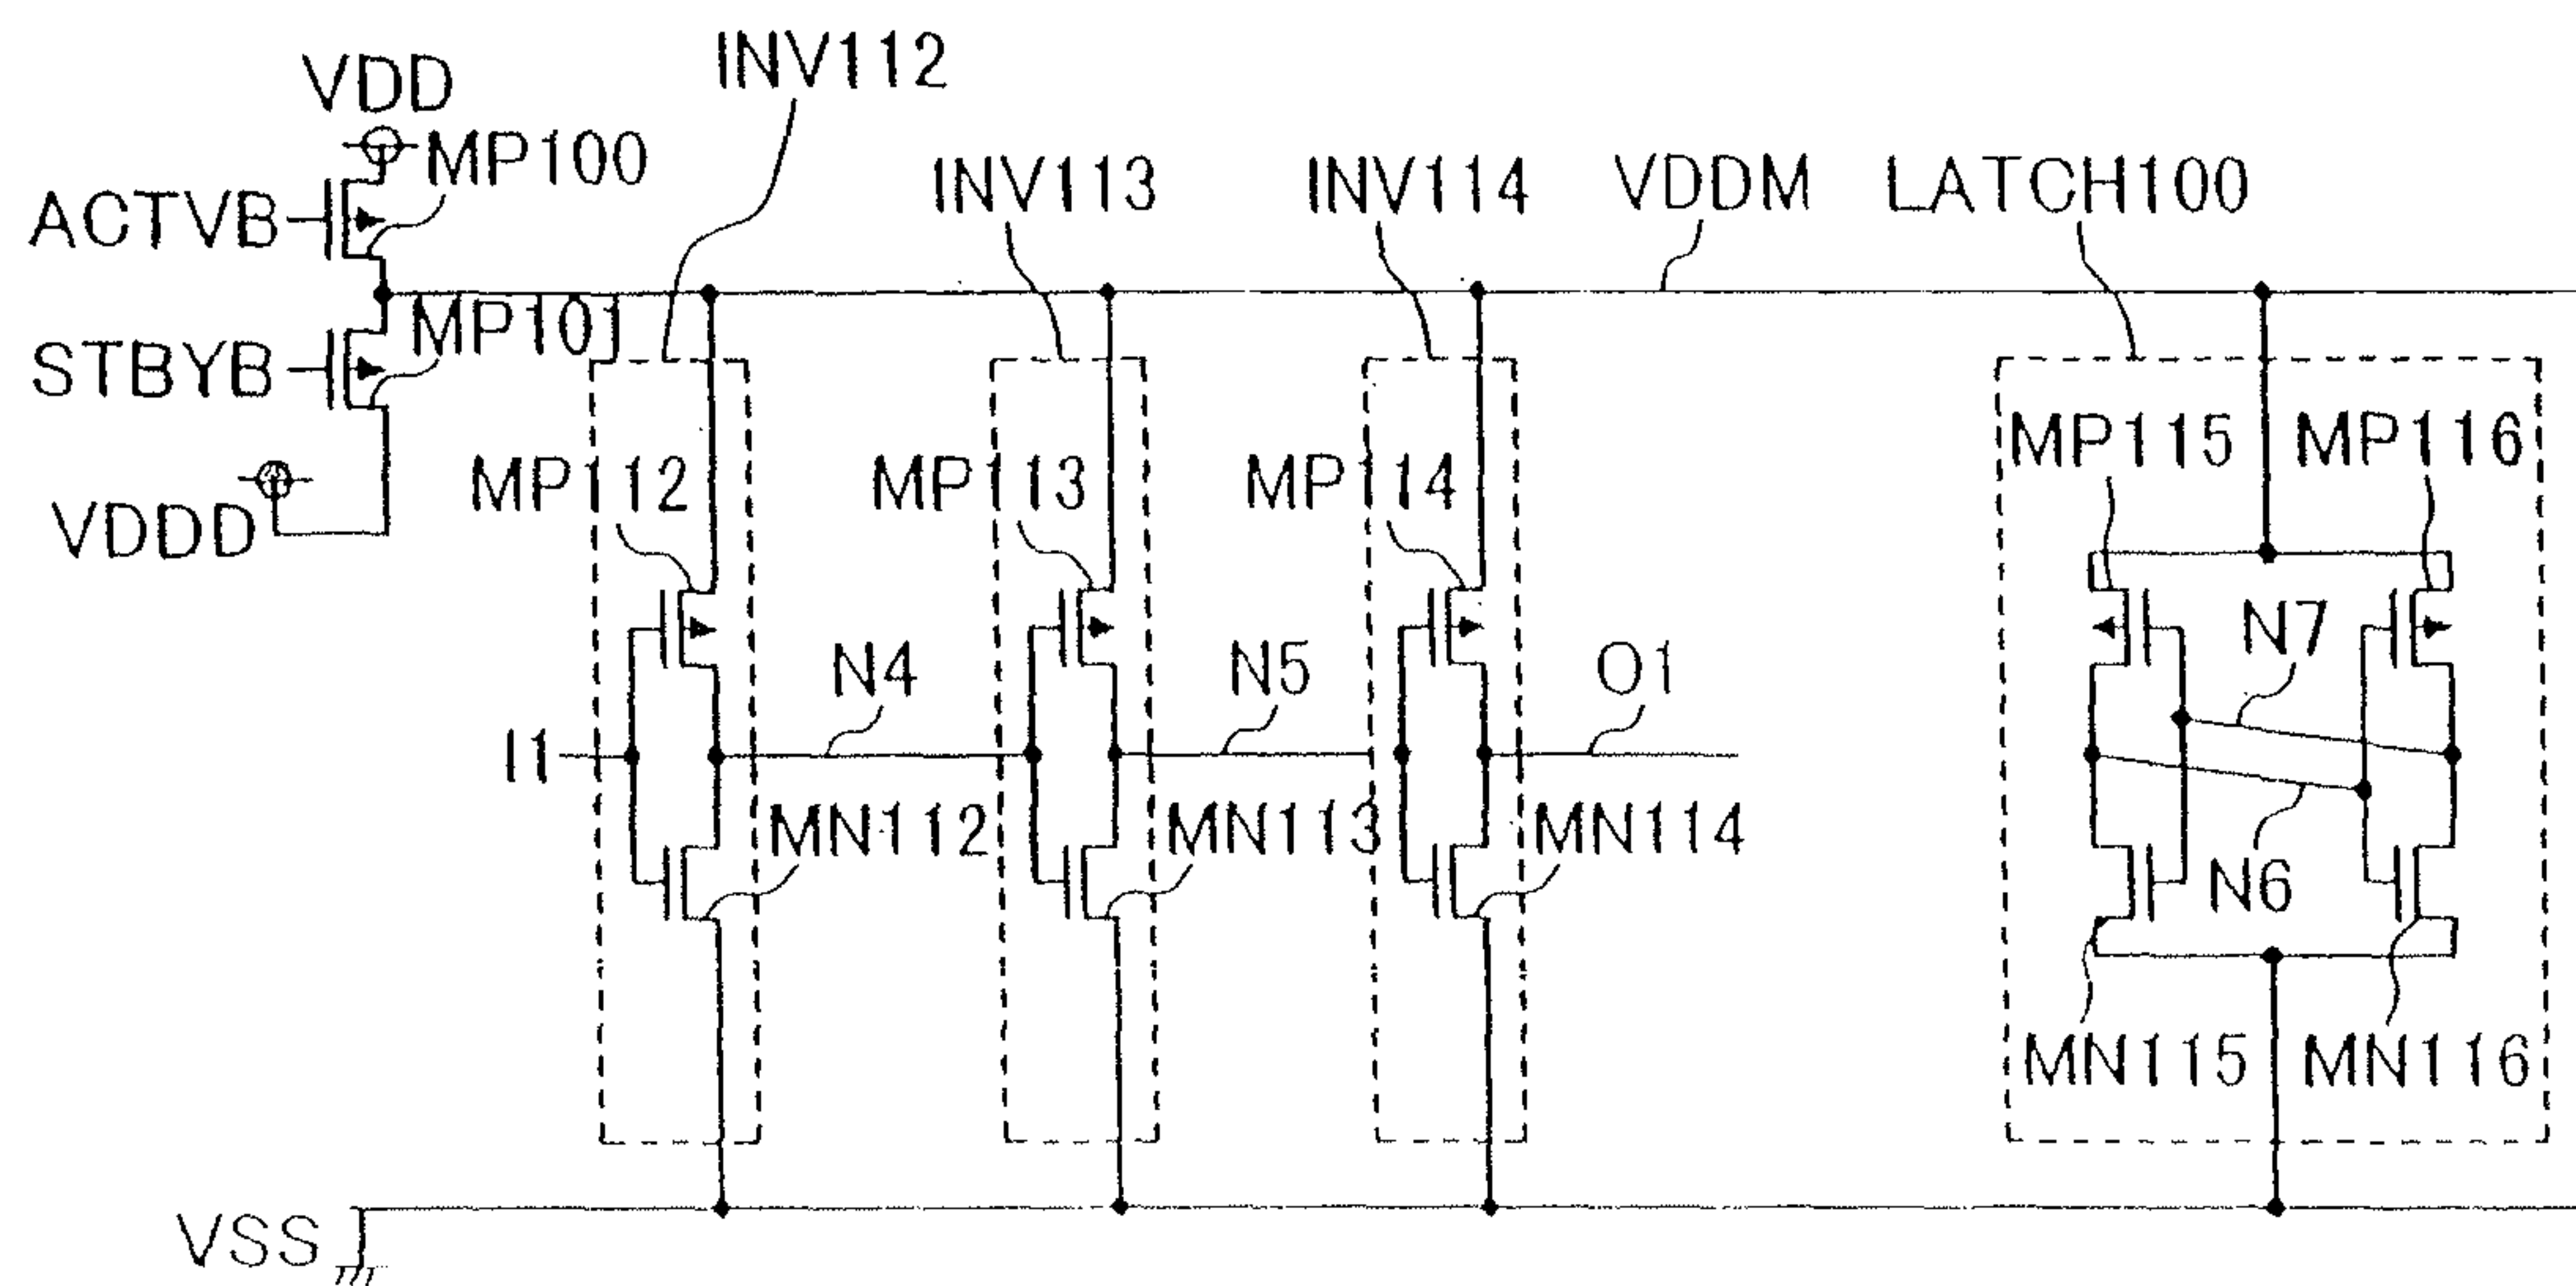 INV112
VDD
MP100
INV113
INV114
VDDM
LATCH100
ACTVB
MP101
STBYB
MP115
MP116
MP112
MP113
MP114
VDDD
N7
N4
N5
O1
I1
MN112
MN113
MN114
N6
MN115
MN116
VSS